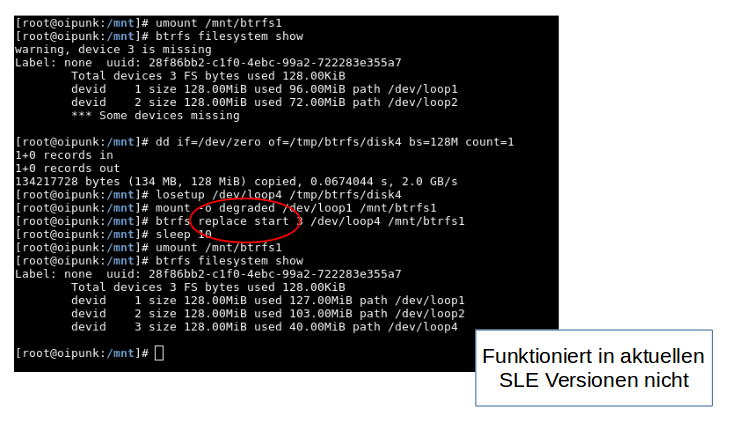 [root@oipunk:/mnt]# umount /mnt/btrfs1
[root@oipunk:/mnt]# btrfs filesystem show
warning, device 3 is missing
Label: none  uuid: 28f86bb2-c1f0-4ebc-99a2-722283e355a7
        Total devices 3 FS bytes used 128.00KiB
        devid    1 size 128.00MiB used 96.00MiB path /dev/loop1
        devid    2 size 128.00MiB used 72.00MiB path /dev/loop2
        *** Some devices missing
[root@oipunk:/mnt]# dd if=/dev/zero of=/tmp/btrfs/disk4 bs=128M count=1
1+0 records in
1+0 records out
134217728 bytes (134 MB, 128 MiB) copied, 0.0674044 s, 2.0 GB/s
[root@oipunk:/mnt]# losetup /dev/loop4 /tmp/btrfs/disk4
[root@oipunk:/mnt]# mount -o degraded /dev/loop1 /mnt/btrfs1
[root@oipunk:/mnt]# btrfs replace start 3 /dev/loop4 /mnt/btrfs1
[root@oipunk:/mnt]# sleep 10
[root@oipunk:/mnt]# umount /mnt/btrfs1
[root@oipunk:/mnt]# btrfs filesystem show
Label: none  uuid: 28f86bb2-c1f0-4ebc-99a2-722283e355a7
        Total devices 3 FS bytes used 128.00KiB
        devid    1 size 128.00MiB used 127.00MiB path /dev/loop1
        devid    2 size 128.00MiB used 103.00MiB path /dev/loop2
        devid    3 size 128.00MiB used 40.00MiB path /dev/loop4
[root@oipunk:/mnt]#
Funktioniert in aktuellen
SLE Versionen nicht